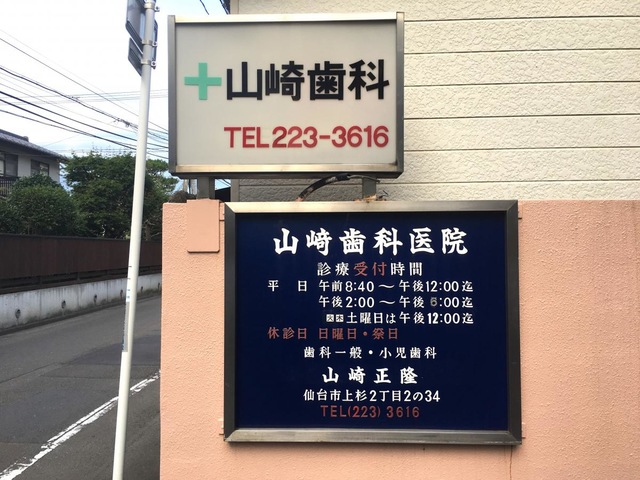 山崎歯科
TEL 223-3616
山崎歯科医院
診療受付時間
平 日 午前8:40～午後12:00迄
午後2:00～午後6:00迄
火木土曜日は午後12:00迄
休診日 日曜日・祭日
歯科一般・小児歯科
山崎正隆
仙台市上杉2丁目2の34
TEL(223)3616